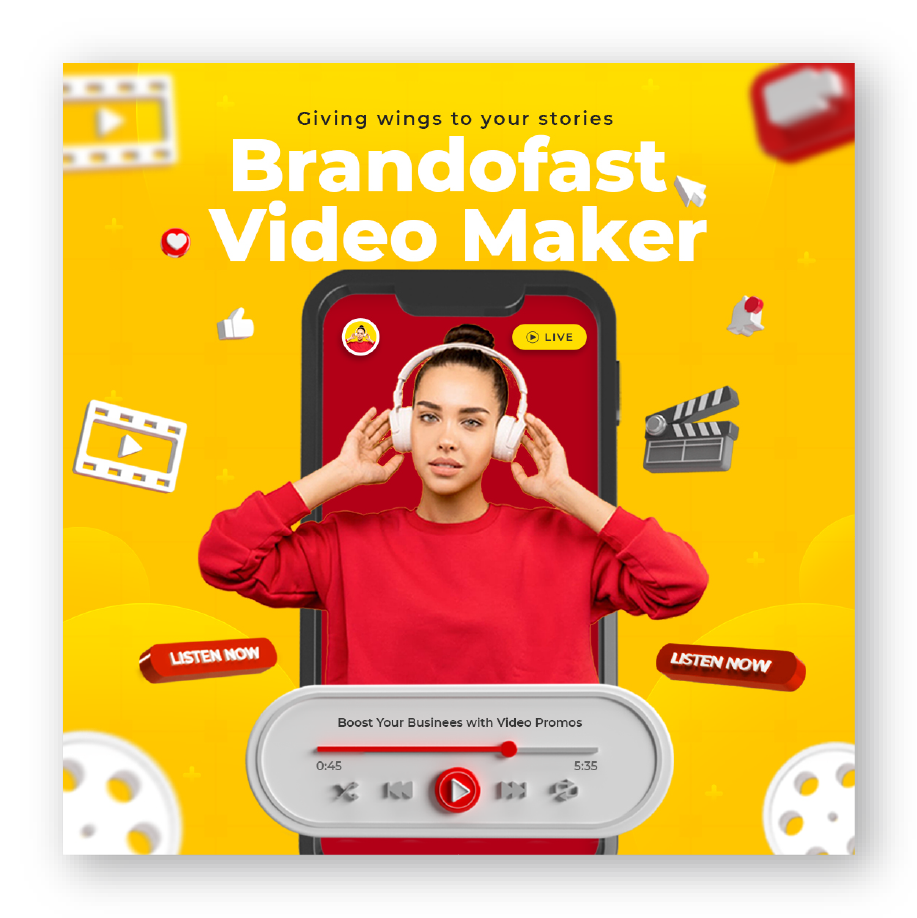 Giving wings to your stories
Brandofast
Video Maker
LIVE
LISTEN NOW
LISTEN NOW
Boost Your Businees with Video Promos
0:45
5:35